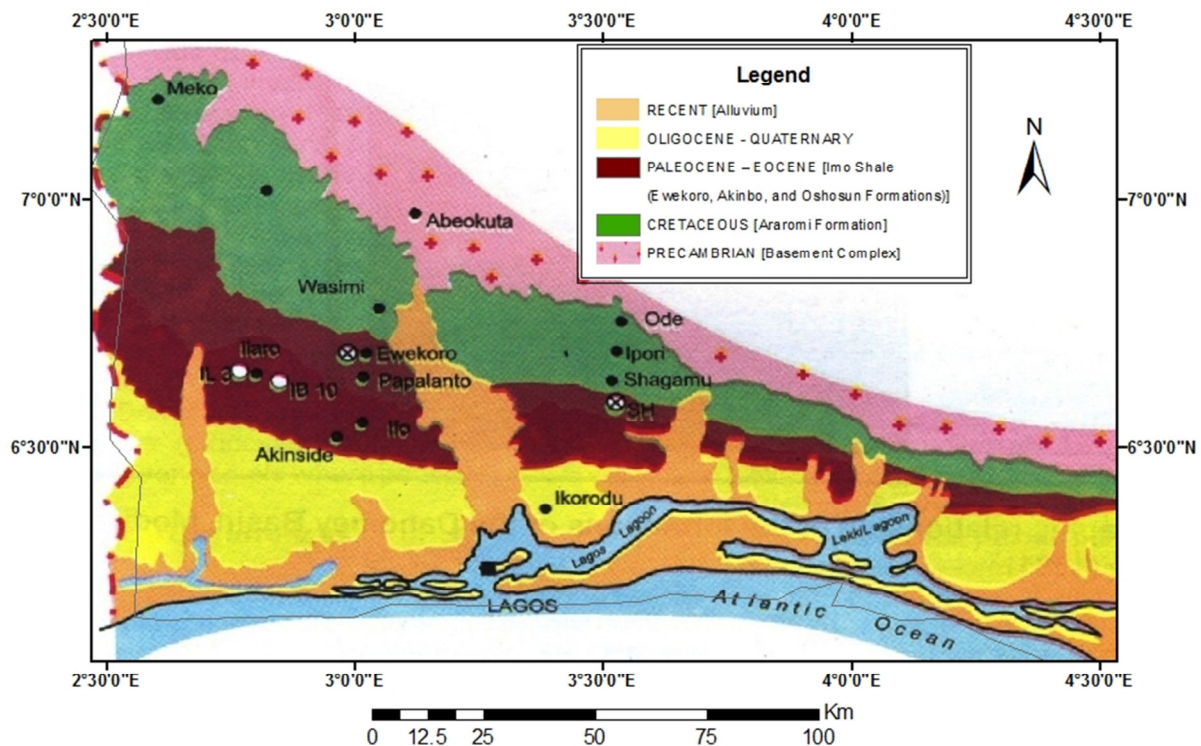 2°30'0"E 3°0'0"E 3°30'0"E 4°0'0"E 4°30'0"E
Legend
RECENT [Alluvium]
OLIGOCENE - QUATERNARY
PALEOCENE – EOCENE [Imo Shale
(Ewekoro, Akinbo, and Oshosun Formations)]
CRETACEOUS [Araromi Formation]
PRECAMBRIAN [Basement Complex]
N
Meko
7°0'0"N 7°0'0"N
Abeokuta
Wasimi
Ode
Ilaro
Ewekoro
Ipori
IL 3
IB 10
Papalanto
Shagamu
SH
Ifo
6°30'0"N 6°30'0"N
Akinside
Ikorodu
Lagos Lagoon
Lekki Lagoon
LAGOS
Atlantic
Ocean
2°30'0"E 3°0'0"E 3°30'0"E 4°0'0"E 4°30'0"E
Km
0 12.5 25 50 75 100